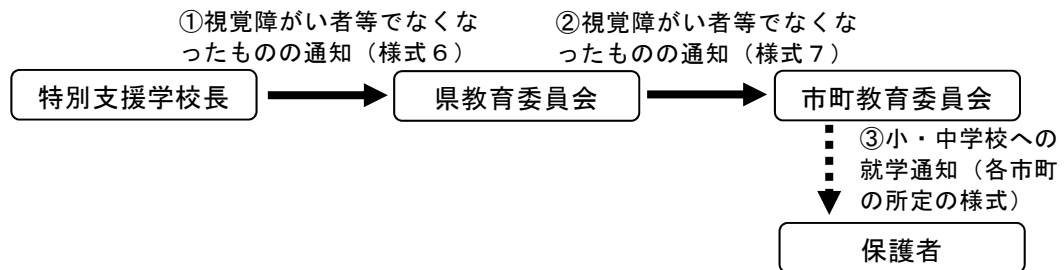 ①視覚障がい者等でなくな
ったものの通知（様式６）
②視覚障がい者等でなくな
ったものの通知（様式７）
特別支援学校長
県教育委員会
市町教育委員会
③小・中学校への
就学通知（各市町
の所定の様式）
保護者